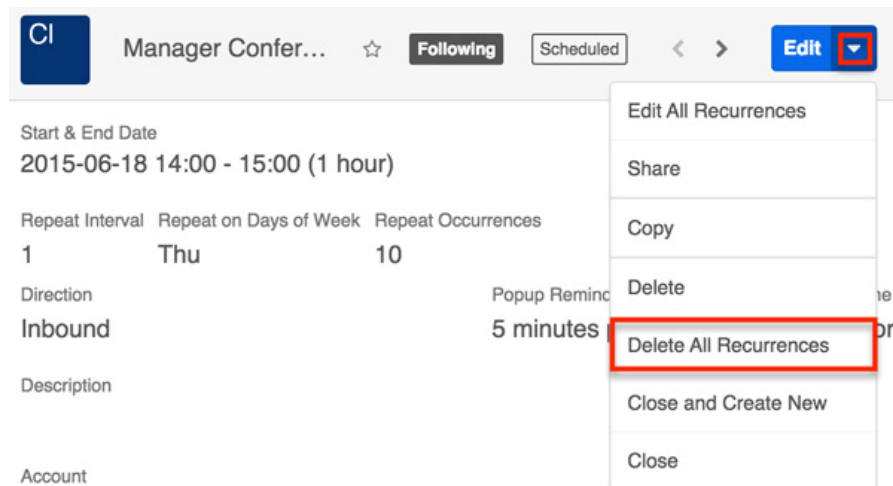 CI
Manager Confer... Following Scheduled Edit
Edit All Recurrences
Start & End Date
2015-06-18 14:00 - 15:00 (1 hour)
Share
Repeat Interval Repeat on Days of Week Repeat Occurrences
Copy
1 Thu 10
Direction Popup Delete
Inbound 5 minutes
Delete All Recurrences
Description
Close and Create New
Close
Account